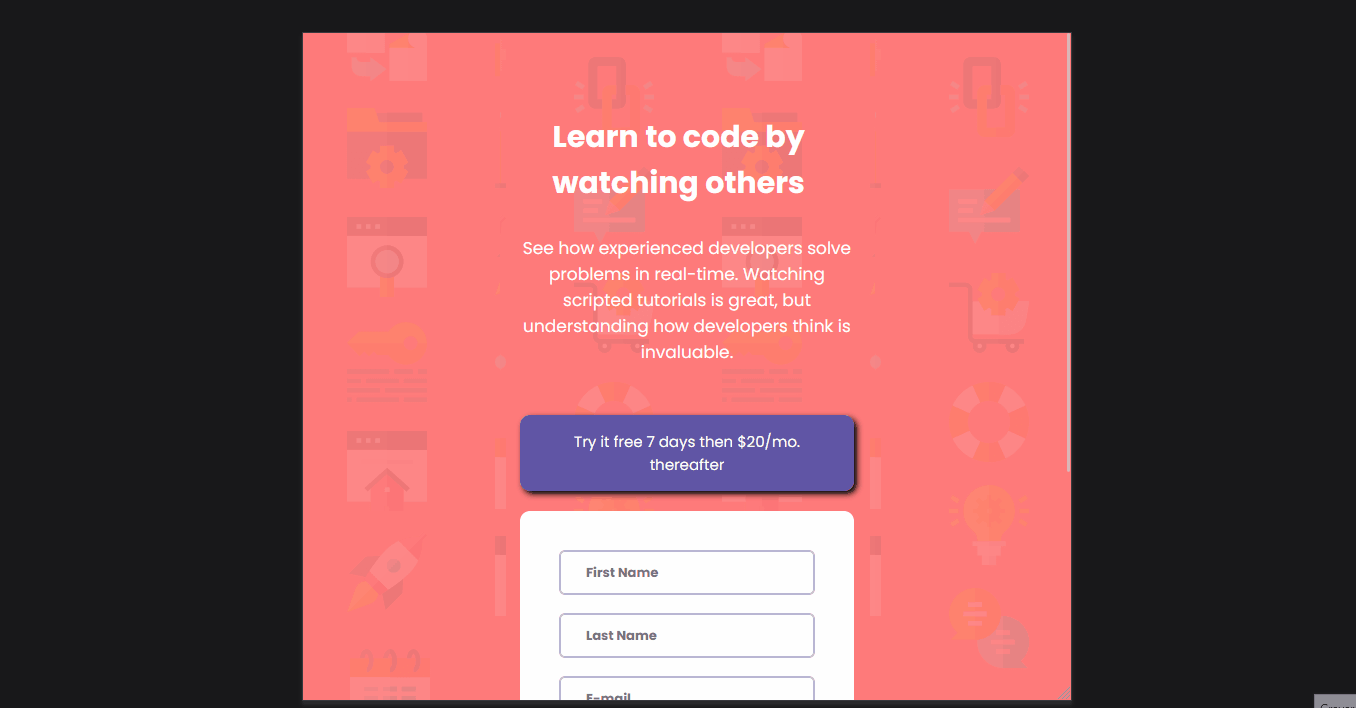 Learn to code by
watching others
See how experienced developers solve
problems in real-time. Watching
scripted tutorials is great, but
understanding how developers think is
invaluable.
Try it free 7 days then $20/mo.
thereafter
First Name
Last Name
E-mail